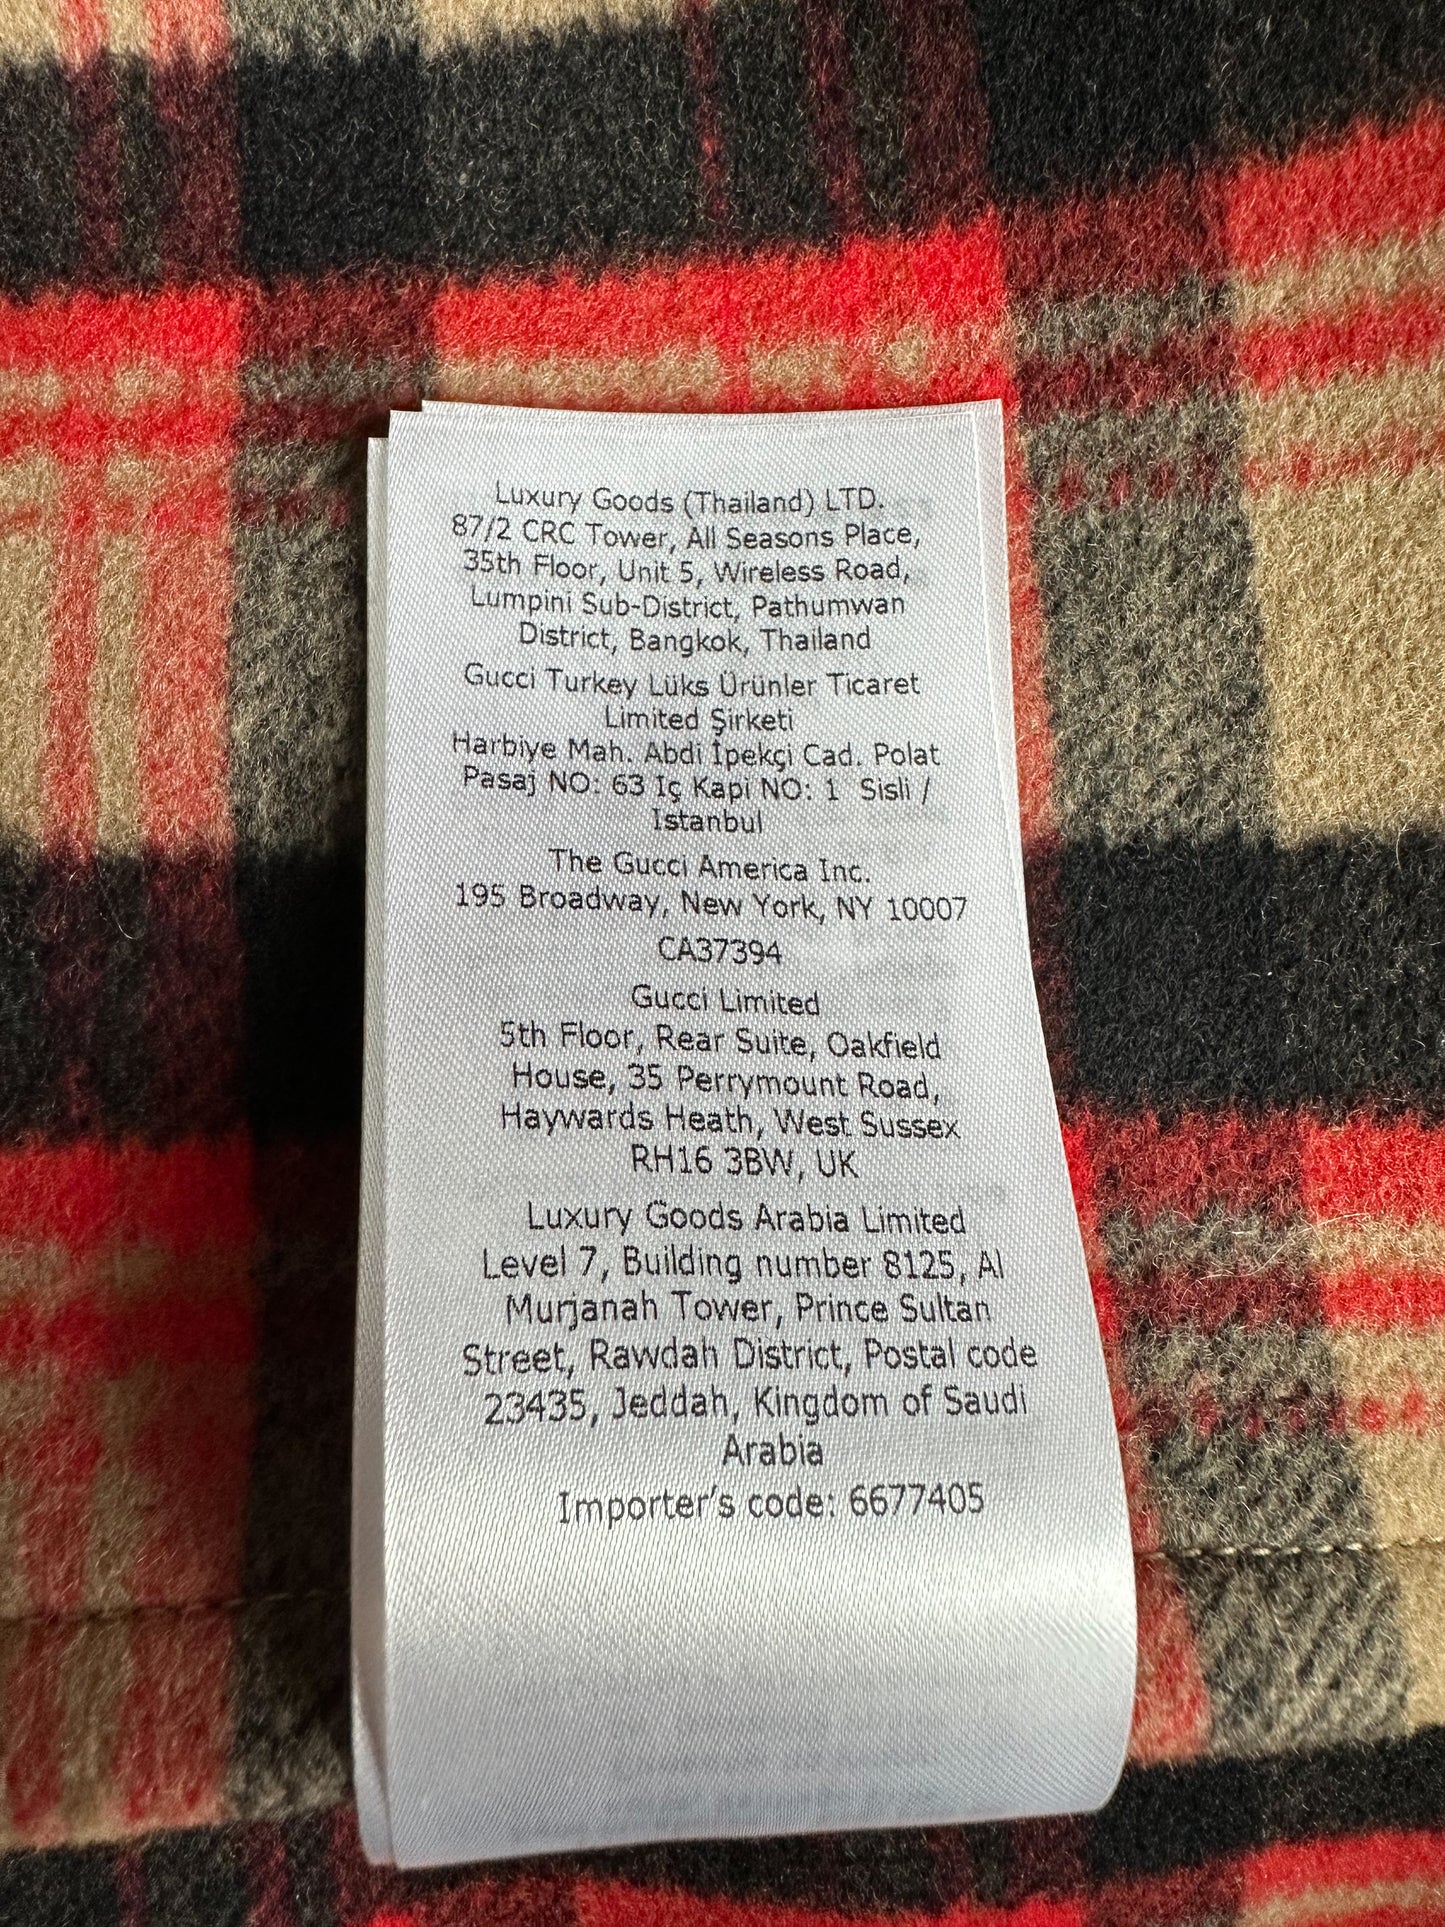 Luxury Goods (Thailand) LTD.
87/2 CRC Tower, All Seasons Place,
35th Floor, Unit 5, Wireless Road,
Lumpini Sub-District, Pathumwan
District, Bangkok, Thailand
Gucci Turkey Lüks Ürünler Ticaret
Limited Şirketi
Harbiye Mah. Abdi İpekçi Cad. Polat
Pasaj NO: 63 Iç Kapi NO: 1 Sisli /
Istanbul
The Gucci America Inc.
195 Broadway, New York, NY 10007
CA37394
Gucci Limited
5th Floor, Rear Suite, Oakfield
House, 35 Perrymount Road,
Haywards Heath, West Sussex
RH16 3BW, UK
Luxury Goods Arabia Limited
Level 7, Building number 8125, Al
Murjanah Tower, Prince Sultan
Street, Rawdah District, Postal code
23435, Jeddah, Kingdom of Saudi
Arabia
Importer's code: 6677405